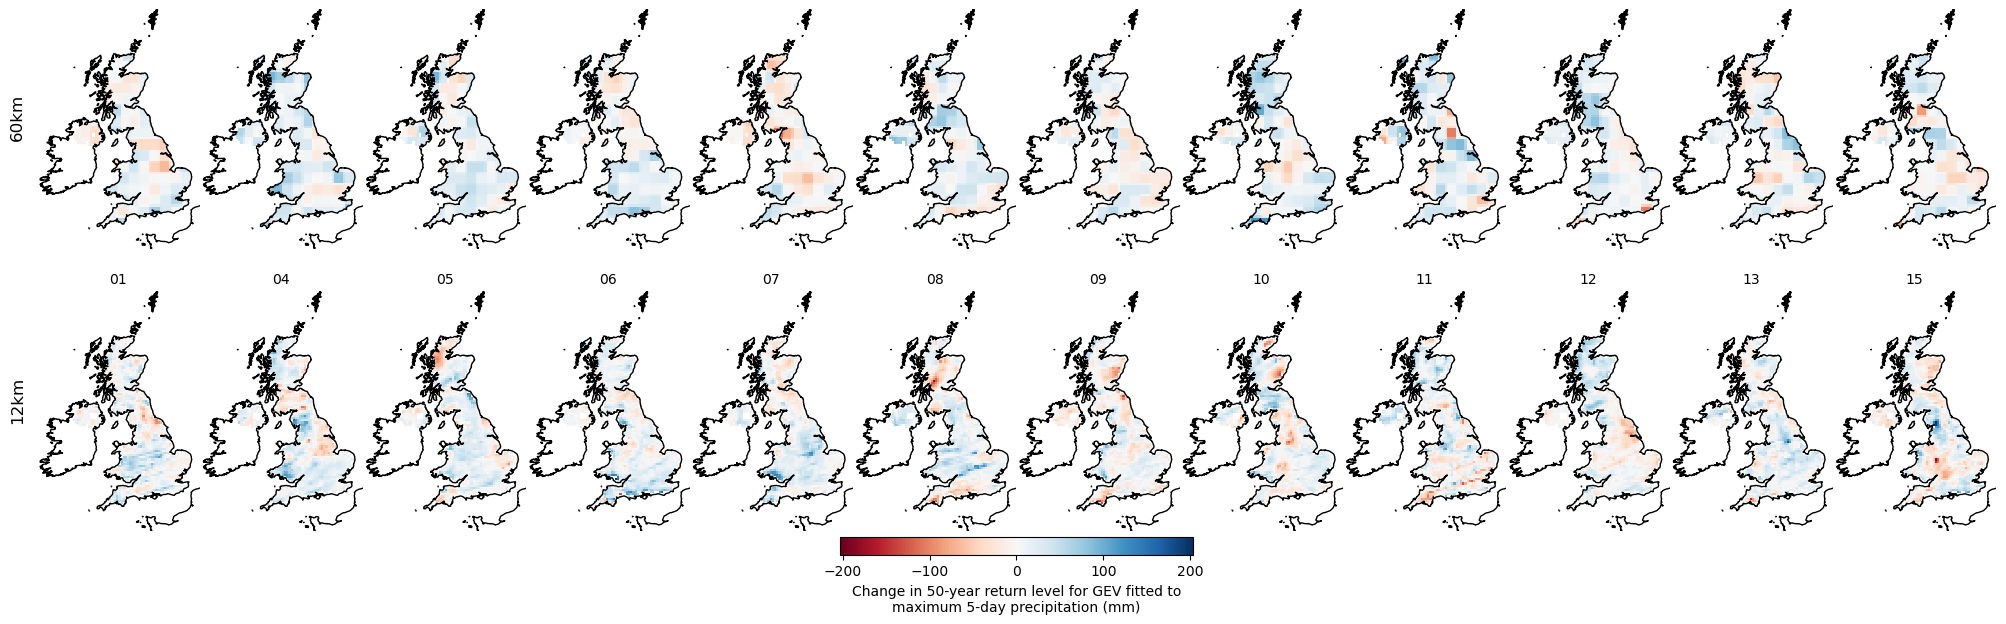 60km
01 04 05 06 07 08 09 10 11 12 13 15
12km
−200 −100 0 100 200
Change in 50-year return level for GEV fitted to
maximum 5-day precipitation (mm)